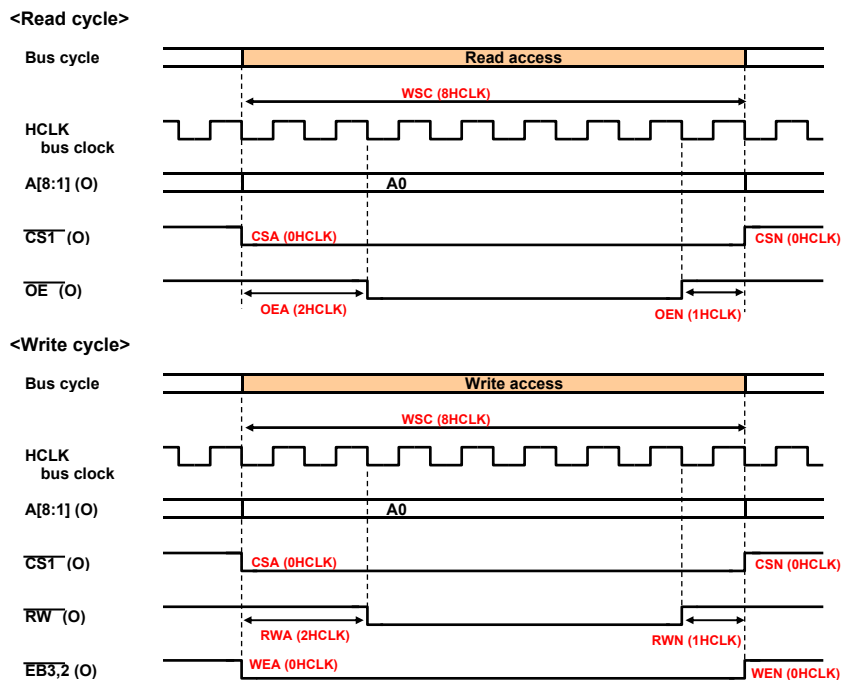 <Read cycle>
Bus cycle
Read access
WSC (8HCLK)
HCLK
bus clock
A[8:1] (O)
A0
CS1 (O)
CSA (0HCLK)
CSN (0HCLK)
OE (O)
OEA (2HCLK)
OEN (1HCLK)
<Write cycle>
Bus cycle
Write access
WSC (8HCLK)
HCLK
bus clock
A[8:1] (O)
A0
CS1 (O)
CSA (0HCLK)
CSN (0HCLK)
RW (O)
RWA (2HCLK)
RWN (1HCLK)
EB3,2 (O)
WEA (0HCLK)
WEN (0HCLK)